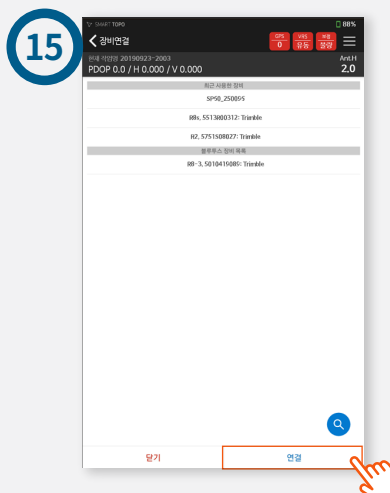 15
SMART TOPO
88%
장비연결
GPS
0
VRS
유동
보정
불량
현재 작업명 20190923-2003
Ant.H
PDOP 0.0 / H 0.000 / V 0.000
2.0
최근 사용한 장비
SP50_250095
R8s, 5513R00312: Trimble
R2, 5751S08027: Trimble
블루투스 장비 목록
R8-3, 5010419089: Trimble
닫기
연결